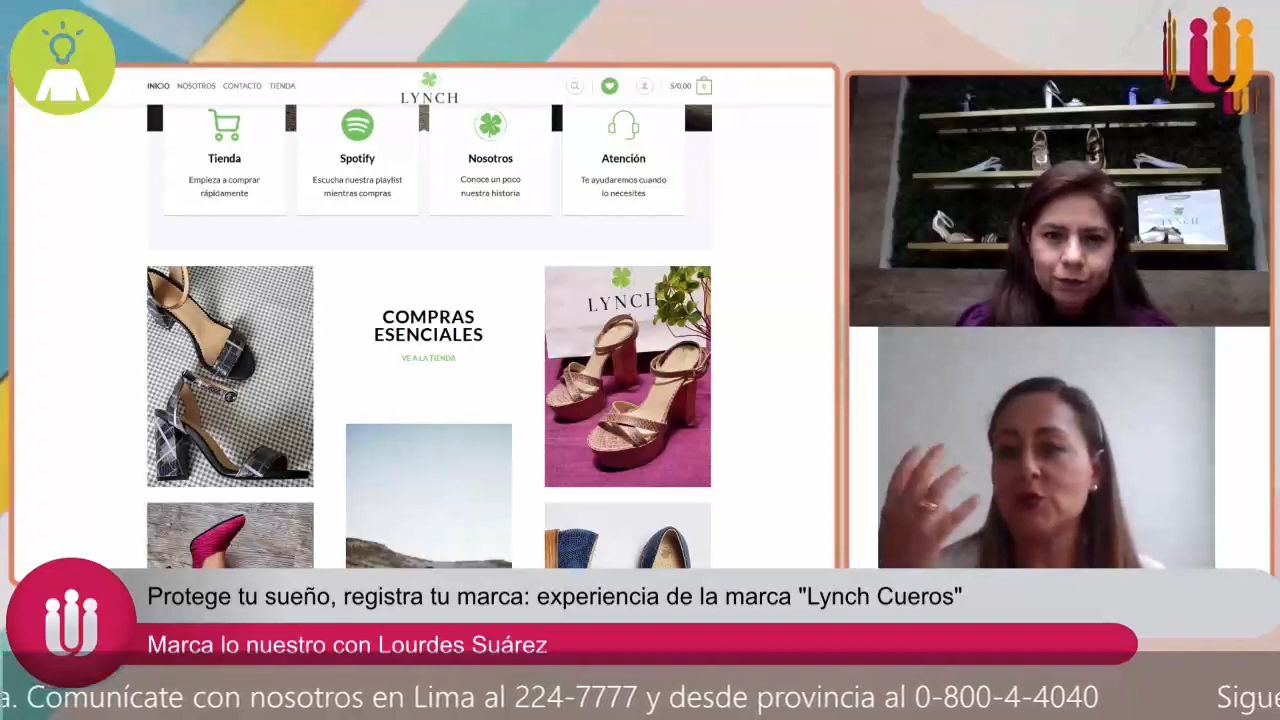 INICIO NOSOTROS CONTACTO TIENDA
LYNCH
S/0,00
0
Tienda
Empieza a comprar
rápidamente
Spotify
Escucha nuestra playlist
mientras compras
Nosotros
Conoce un poco
nuestra historia
Atención
Te ayudaremos cuando
lo necesites
COMPRAS
ESENCIALES
VE A LA TIENDA
LYNCH
LYNCH
Protege tu sueño, registra tu marca: experiencia de la marca "Lynch Cueros"
Marca lo nuestro con Lourdes Suárez
a. Comunícate con nosotros en Lima al 224-7777 y desde provincia al 0-800-4-4040 Sigue